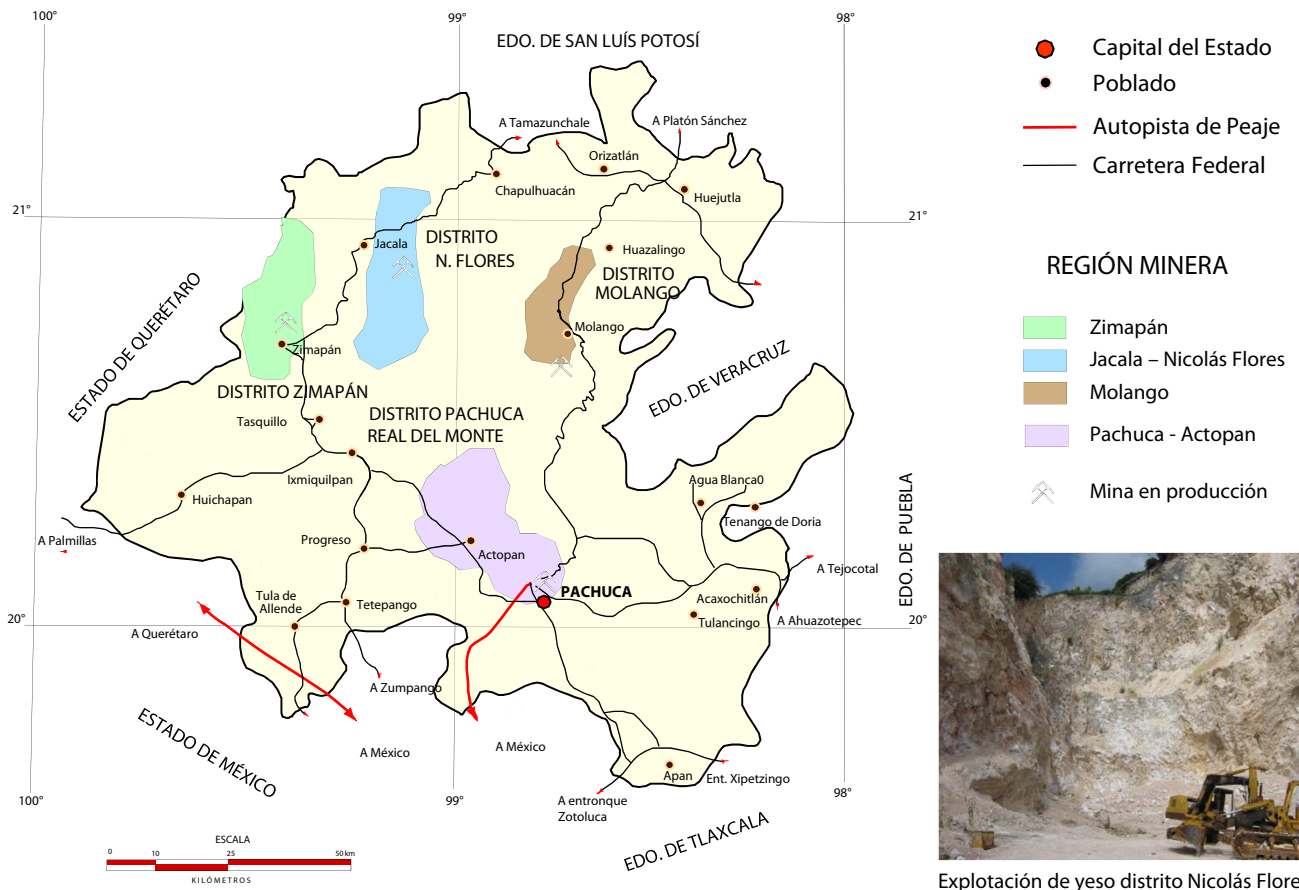 100°
99°
98°
EDO. DE SAN LUÍS POTOSÍ
A Tamazunchale
A Platón Sánchez
Orizatlán
Chapulhuacán
Huejutla
21°
21°
Jacala
DISTRITO
N. FLORES
Huazalingo
DISTRITO
MOLANGO
ESTADO DE QUERÉTARO
Molango
Zimapán
EDO. DE VERACRUZ
DISTRITO ZIMAPÁN
Tasquillo
DISTRITO PACHUCA
REAL DEL MONTE
Ixmiquilpan
Huichapan
Agua Blanca0
Tenango de Doria
EDO. DE PUEBLA
A Palmillas
Progreso
Actopan
A Tejocotal
PACHUCA
Acaxochitlán
Tula de
Allende
Tetepango
Tulancingo
A Ahuazotepec
20°
20°
A Querétaro
A Zumpango
ESTADO DE MÉXICO
A México
A México
Apan
Ent. Xipetzingo
A entronque
Zotoluca
EDO. DE TLAXCALA
100°
99°
98°
ESCALA
0 10 25 50 km
KILÓMETROS
Capital del Estado
Poblado
Autopista de Peaje
Carretera Federal
REGIÓN MINERA
Zimapán
Jacala – Nicolás Flores
Molango
Pachuca - Actopan
Mina en producción
Explotación de yeso distrito Nicolás Flore